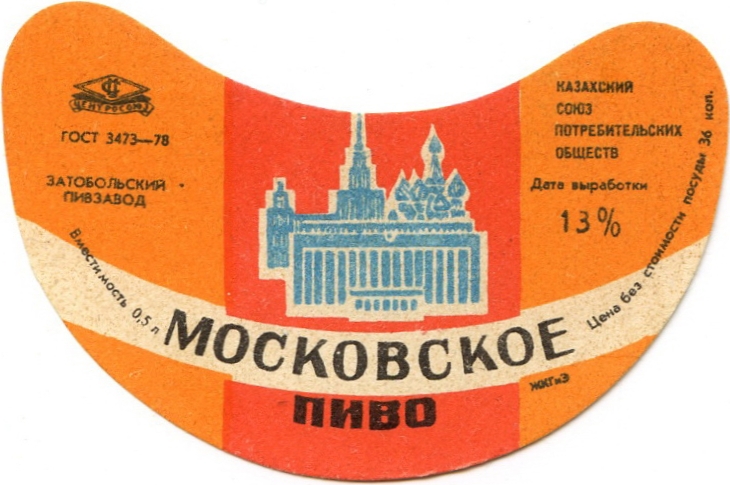 ЦЕНТРОСОЮЗ
ГОСТ 3473—78
ЗАТОБОЛЬСКИЙ
ПИВЗАВОД
Вместимость 0,5 л
КАЗАХСКИЙ
СОЮЗ
ПОТРЕБИТЕЛЬСКИХ
ОБЩЕСТВ
Дата выработки
13%
Цена без стоимости посуды 36 коп.
МОСКОВСКОЕ
ПИВО
ЖКГиЭ